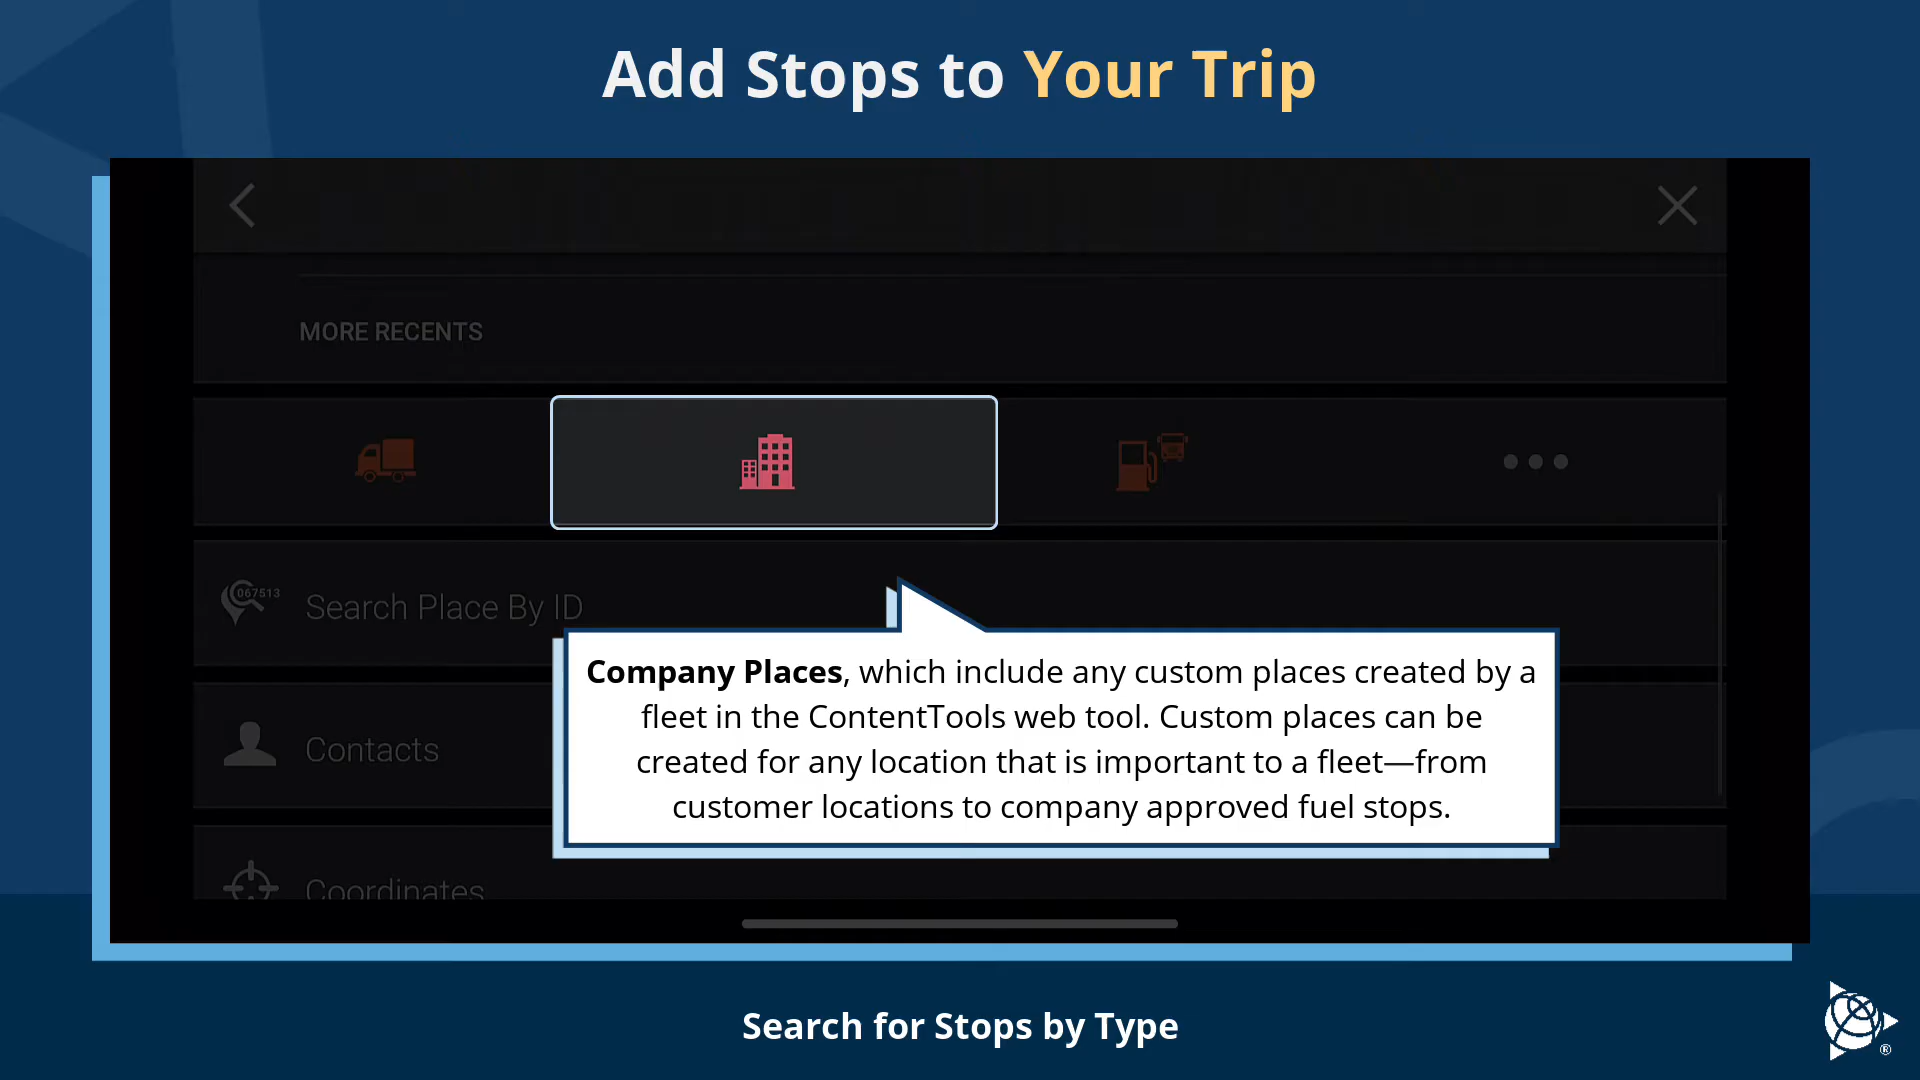 Add Stops to Your Trip
MORE RECENTS
067513
Search Place By ID
Company Places, which include any custom places created by a
fleet in the ContentTools web tool. Custom places can be
created for any location that is important to a fleet—from
customer locations to company approved fuel stops.
Contacts
Coordinates
Search for Stops by Type
®